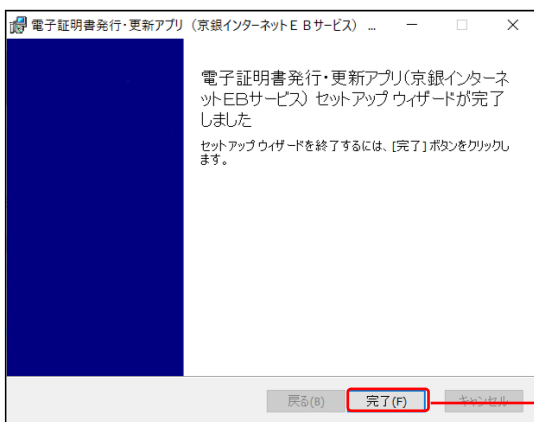 電子証明書発行・更新アプリ（京銀インターネットＥＢサービス） ...
電子証明書発行・更新アプリ(京銀インターネ
ットEBサービス) セットアップ ウィザードが完了
しました
セットアップ ウィザードを終了するには、[完了] ボタンをクリックし
ます。
戻る(B) 完了(F) キャンセル